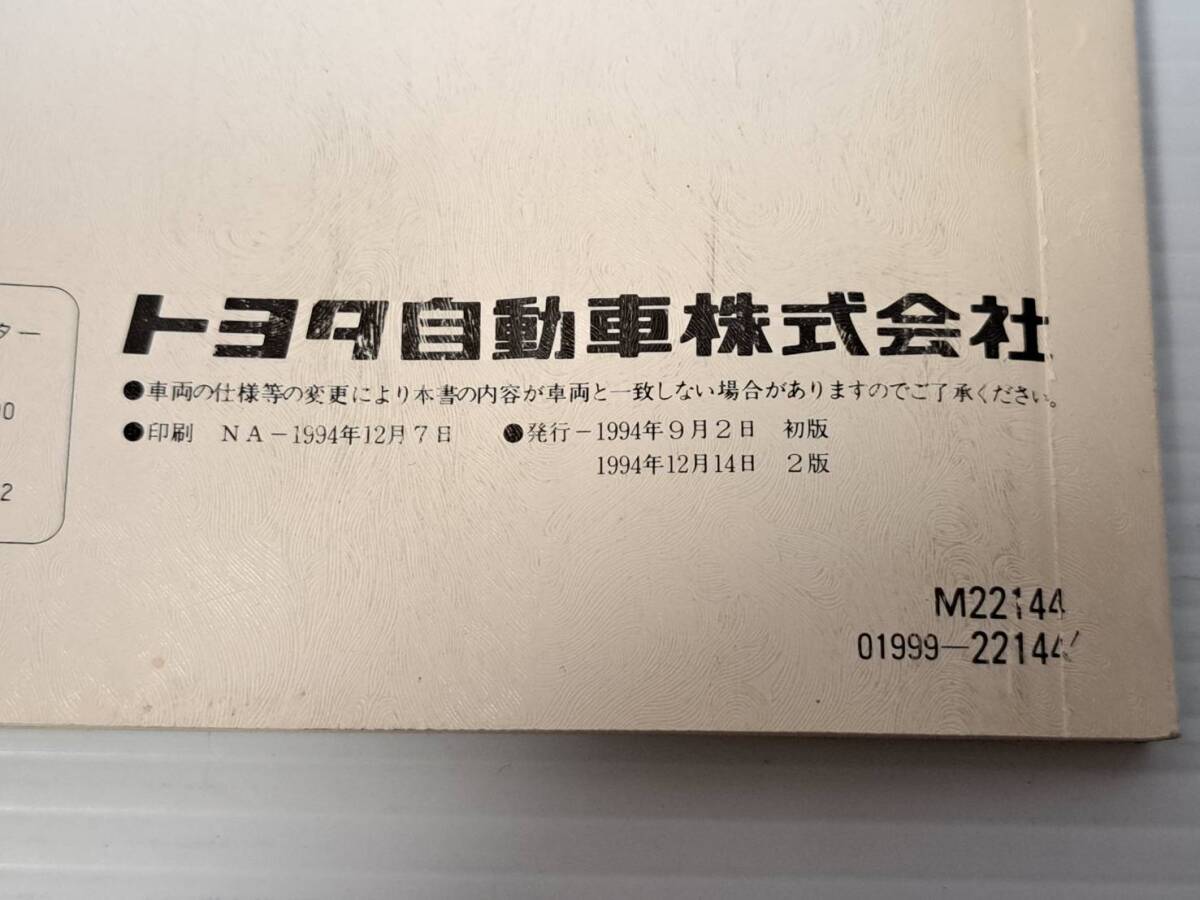 ター
00
2
トヨタ自動車株式会社
●車両の仕様等の変更により本書の内容が車両と一致しない場合がありますのでご了承ください。
●印刷 NA－1994年12月7日 ●発行－1994年9月2日 初版
1994年12月14日 2版
M22144
01999－22144